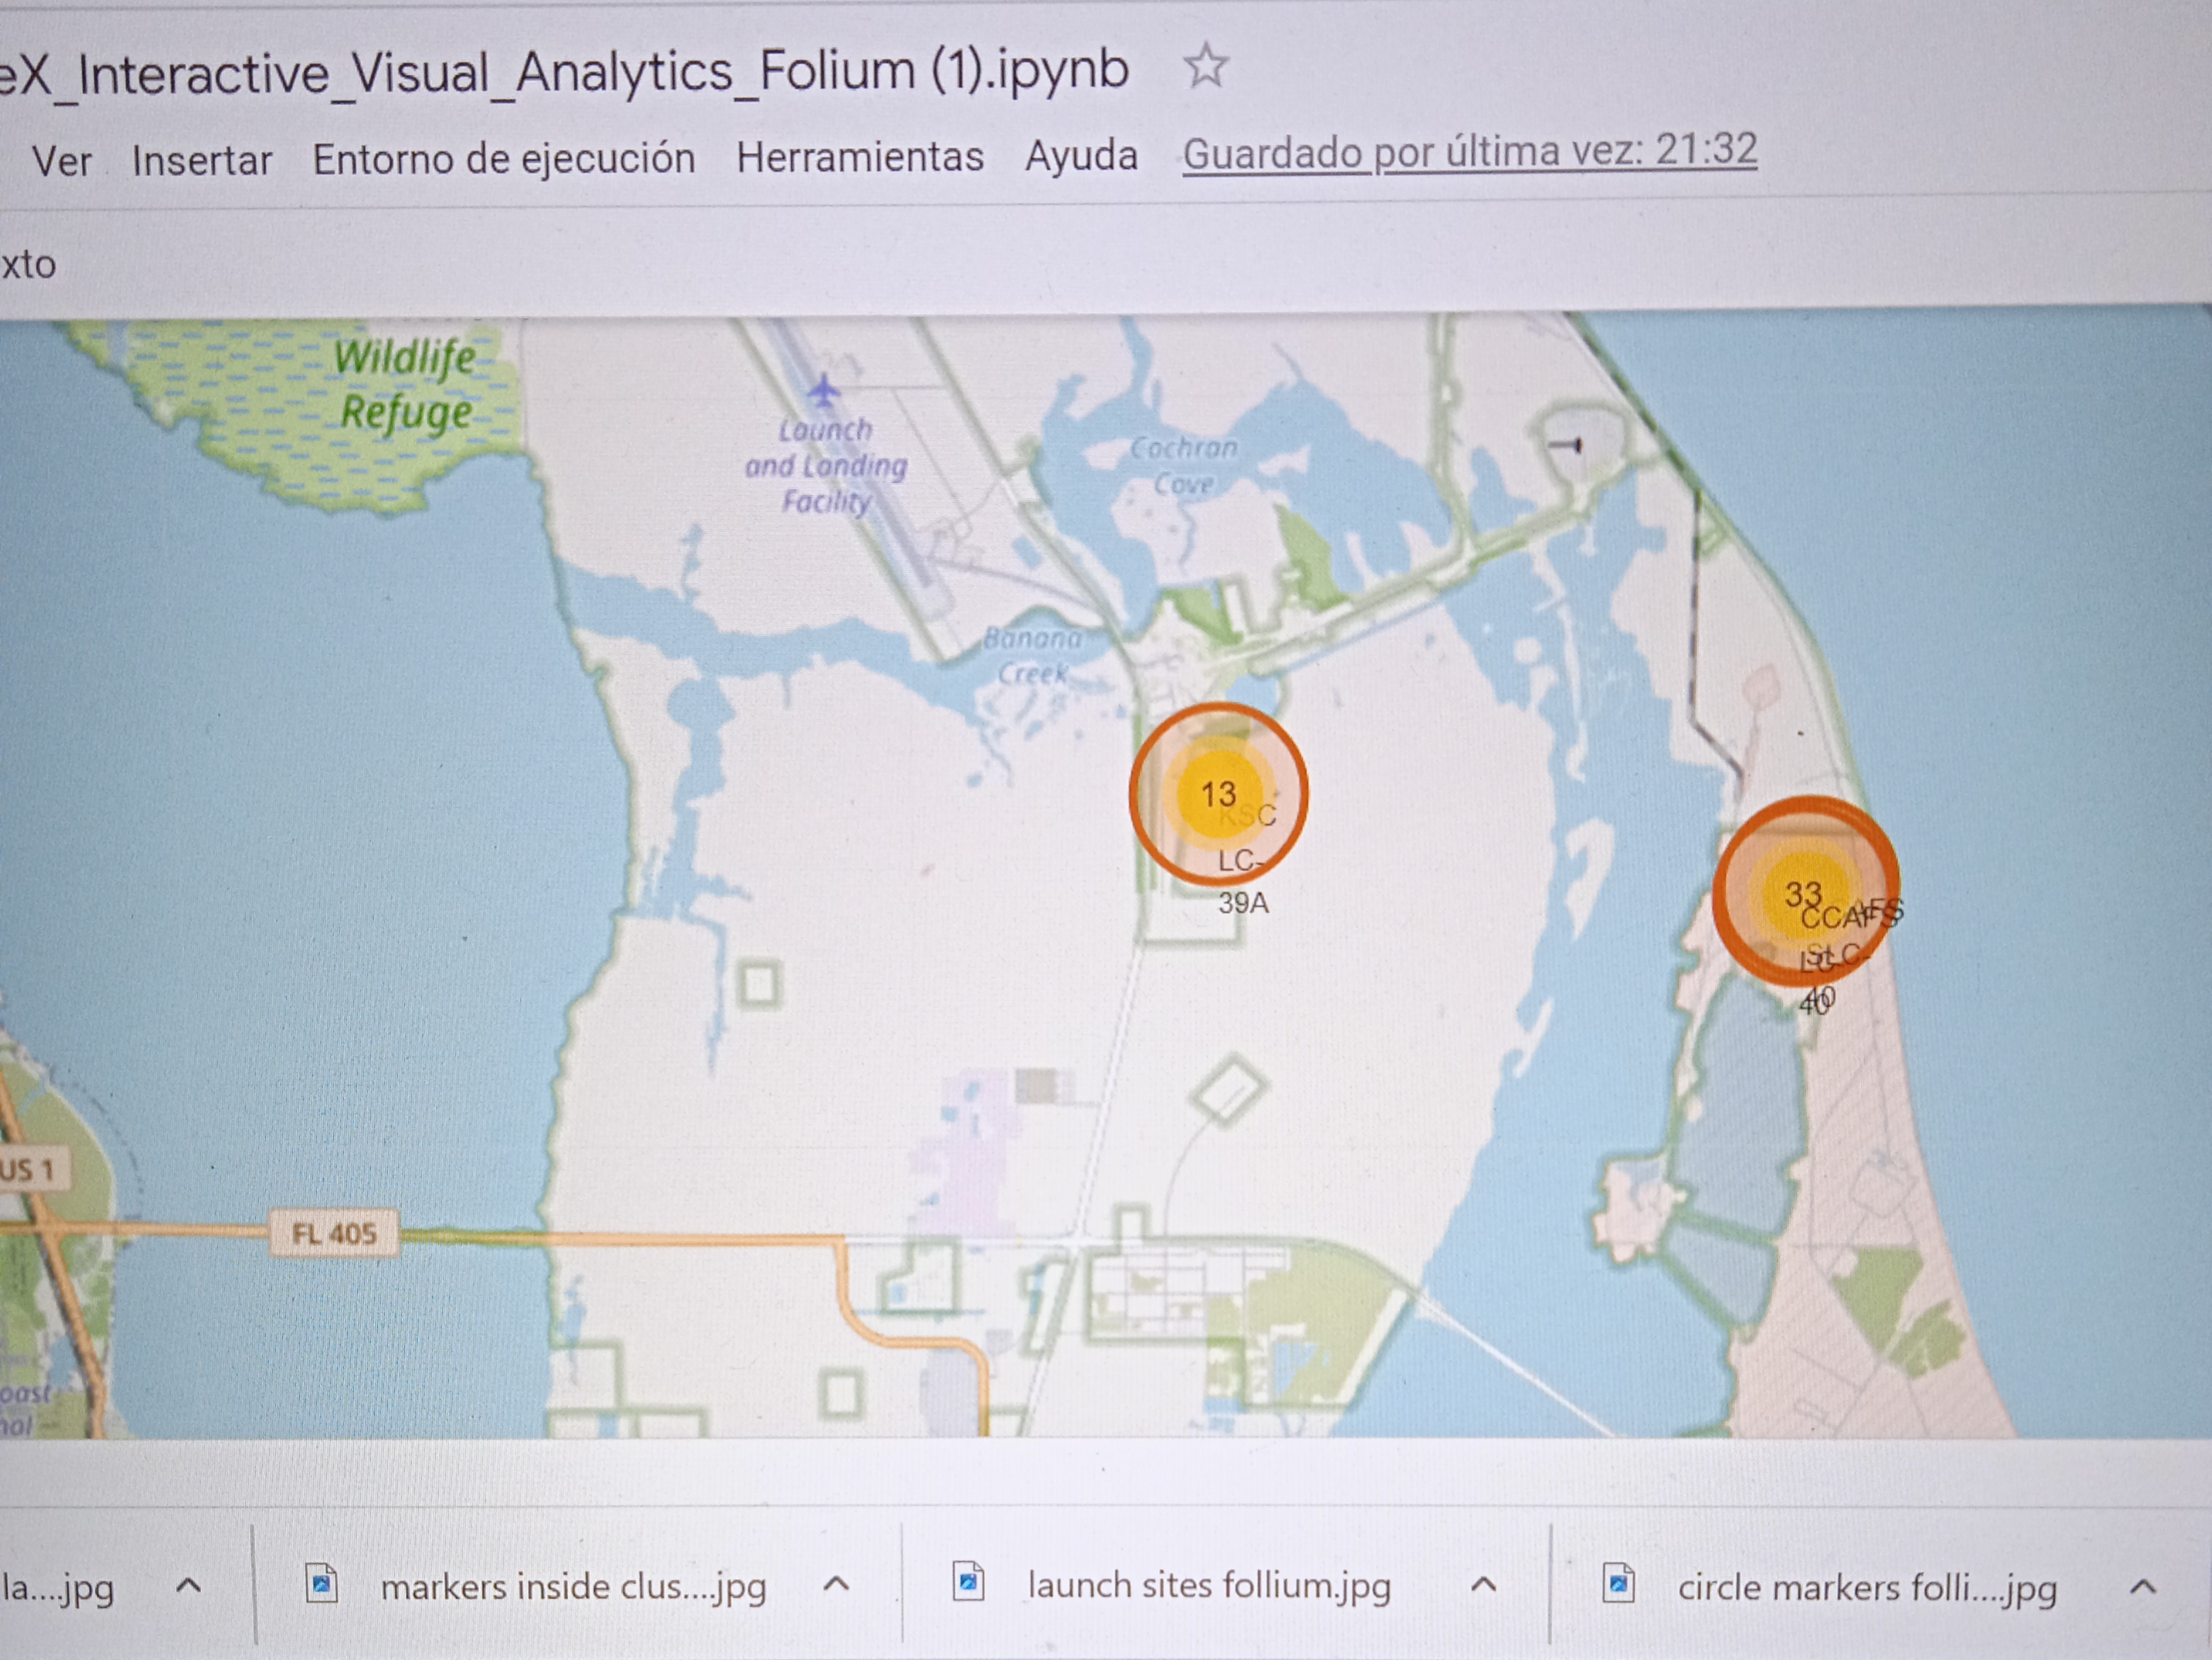 eX_Interactive_Visual_Analytics_Folium (1).ipynb
Ver Insertar Entorno de ejecución Herramientas Ayuda Guardado por última vez: 21:32
xto
Wildlife
Refuge
Launch
and Landing
Facility
Cochran
Cove
Banana
Creek
13
KSC
LC-
39A
33
CCAFS
SLC-
40
US 1
FL 405
oast
hol
la....jpg
markers inside clus....jpg
launch sites follium.jpg
circle markers folli....jpg